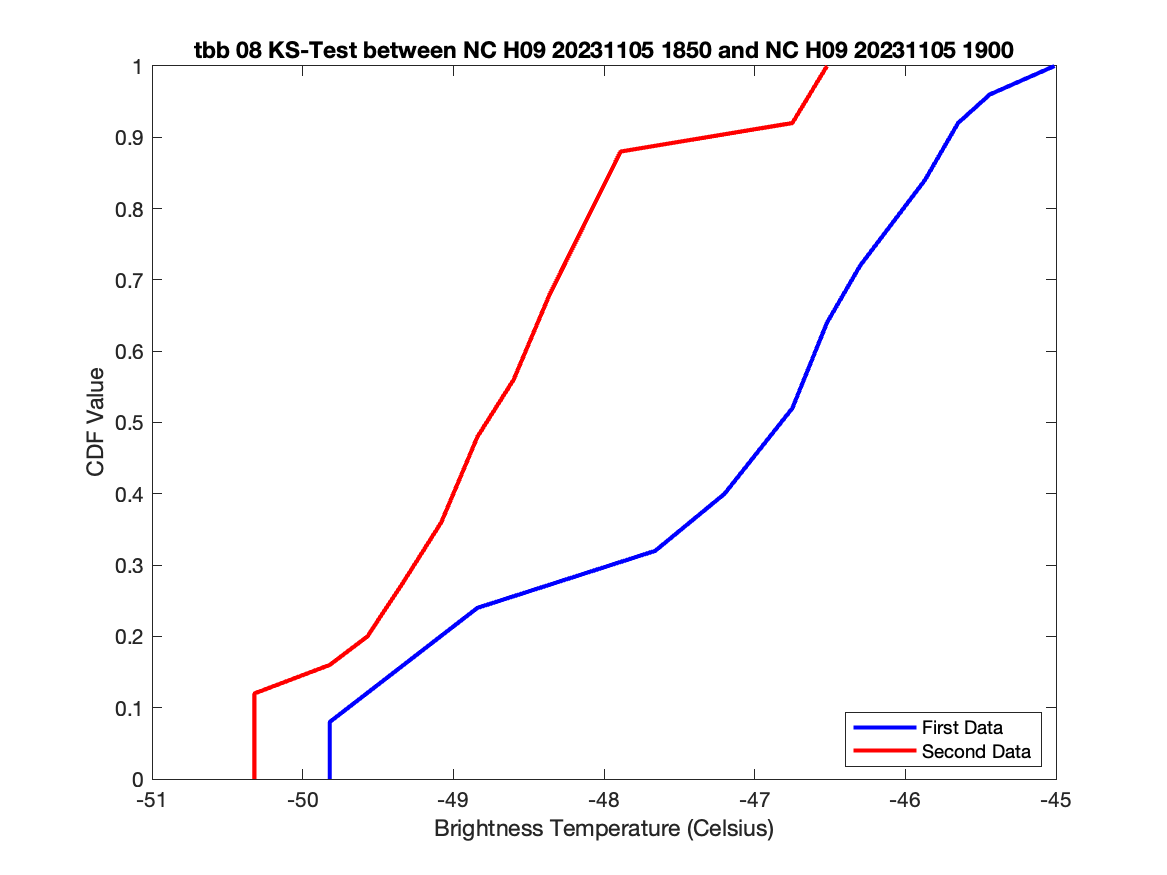 tbb 08 KS-Test between NC H09 20231105 1850 and NC H09 20231105 1900
1
0.9
0.8
0.7
0.6
0.5
0.4
0.3
0.2
0.1
0
CDF Value
First Data
Second Data
-51 -50 -49 -48 -47 -46 -45
Brightness Temperature (Celsius)